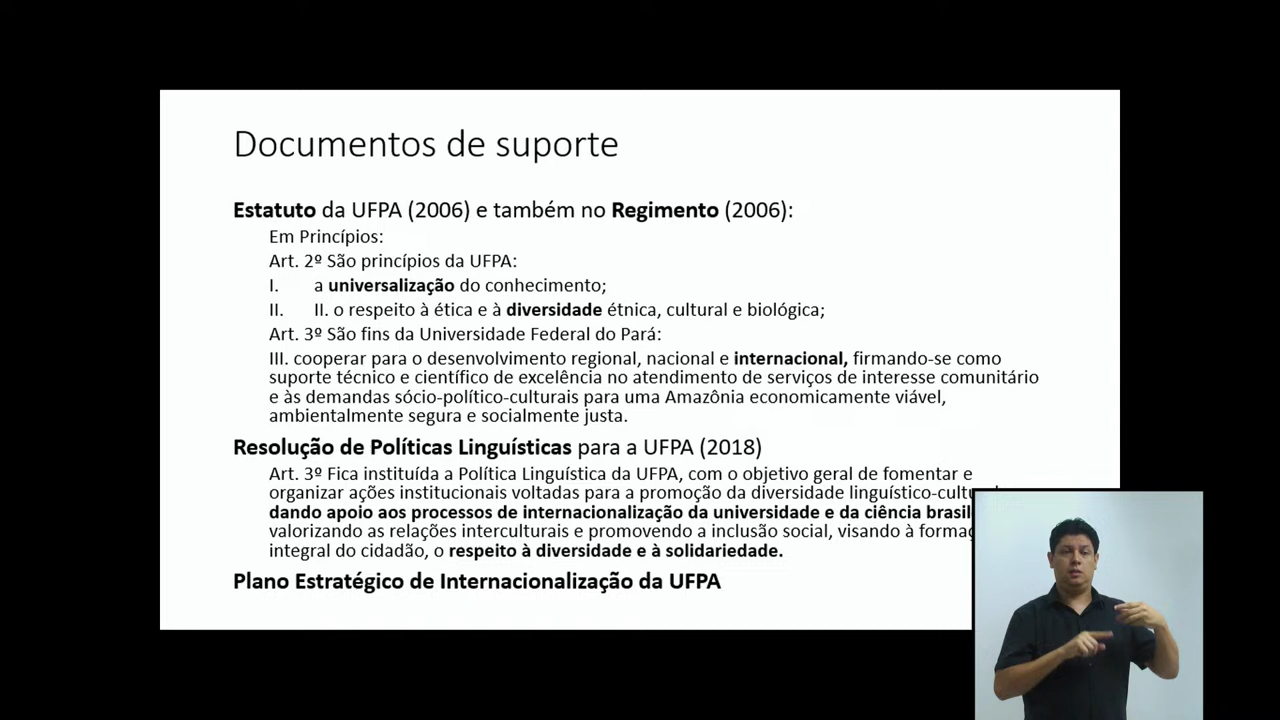 Documentos de suporte
Estatuto da UFPA (2006) e também no Regimento (2006):
Em Princípios:
Art. 2º São princípios da UFPA:
I. a universalização do conhecimento;
II. II. o respeito à ética e à diversidade étnica, cultural e biológica;
Art. 3º São fins da Universidade Federal do Pará:
III. cooperar para o desenvolvimento regional, nacional e internacional, firmando-se como
suporte técnico e científico de excelência no atendimento de serviços de interesse comunitário
e às demandas sócio-político-culturais para uma Amazônia economicamente viável,
ambientalmente segura e socialmente justa.
Resolução de Políticas Linguísticas para a UFPA (2018)
Art. 3º Fica instituída a Política Linguística da UFPA, com o objetivo geral de fomentar e
organizar ações institucionais voltadas para a promoção da diversidade
dando apoio aos processos de internacionalização da universidade e da ciência
valorizando as relações interculturais e promovendo a inclusão social, visando à
integral do cidadão, o respeito à diversidade e à solidariedade.
Plano Estratégico de Internacionalização da UFPA